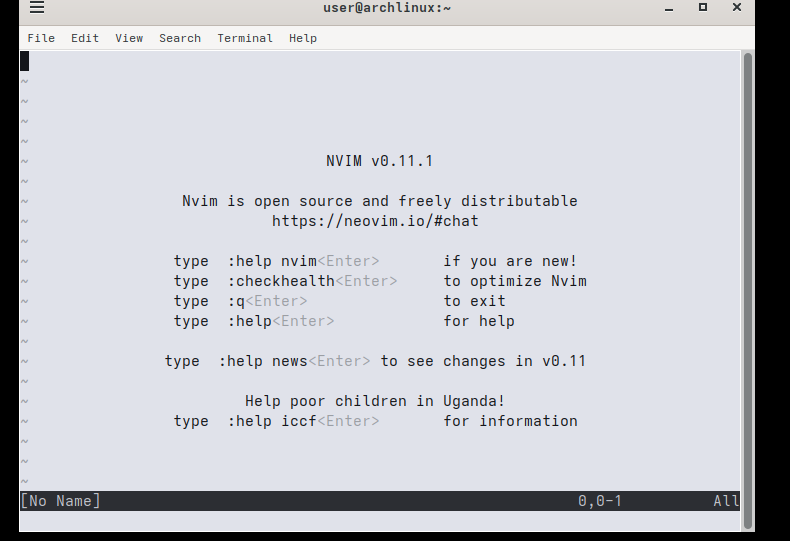 user@archlinux:~
File Edit View Search Terminal Help
~
~
~
~
~ NVIM v0.11.1
~
~ Nvim is open source and freely distributable
~ https://neovim.io/#chat
~
~ type :help nvim<Enter> if you are new!
~ type :checkhealth<Enter> to optimize Nvim
~ type :q<Enter> to exit
~ type :help<Enter> for help
~
~ type :help news<Enter> to see changes in v0.11
~
~ Help poor children in Uganda!
~ type :help iccf<Enter> for information
~
~
~
[No Name] 0,0-1 All